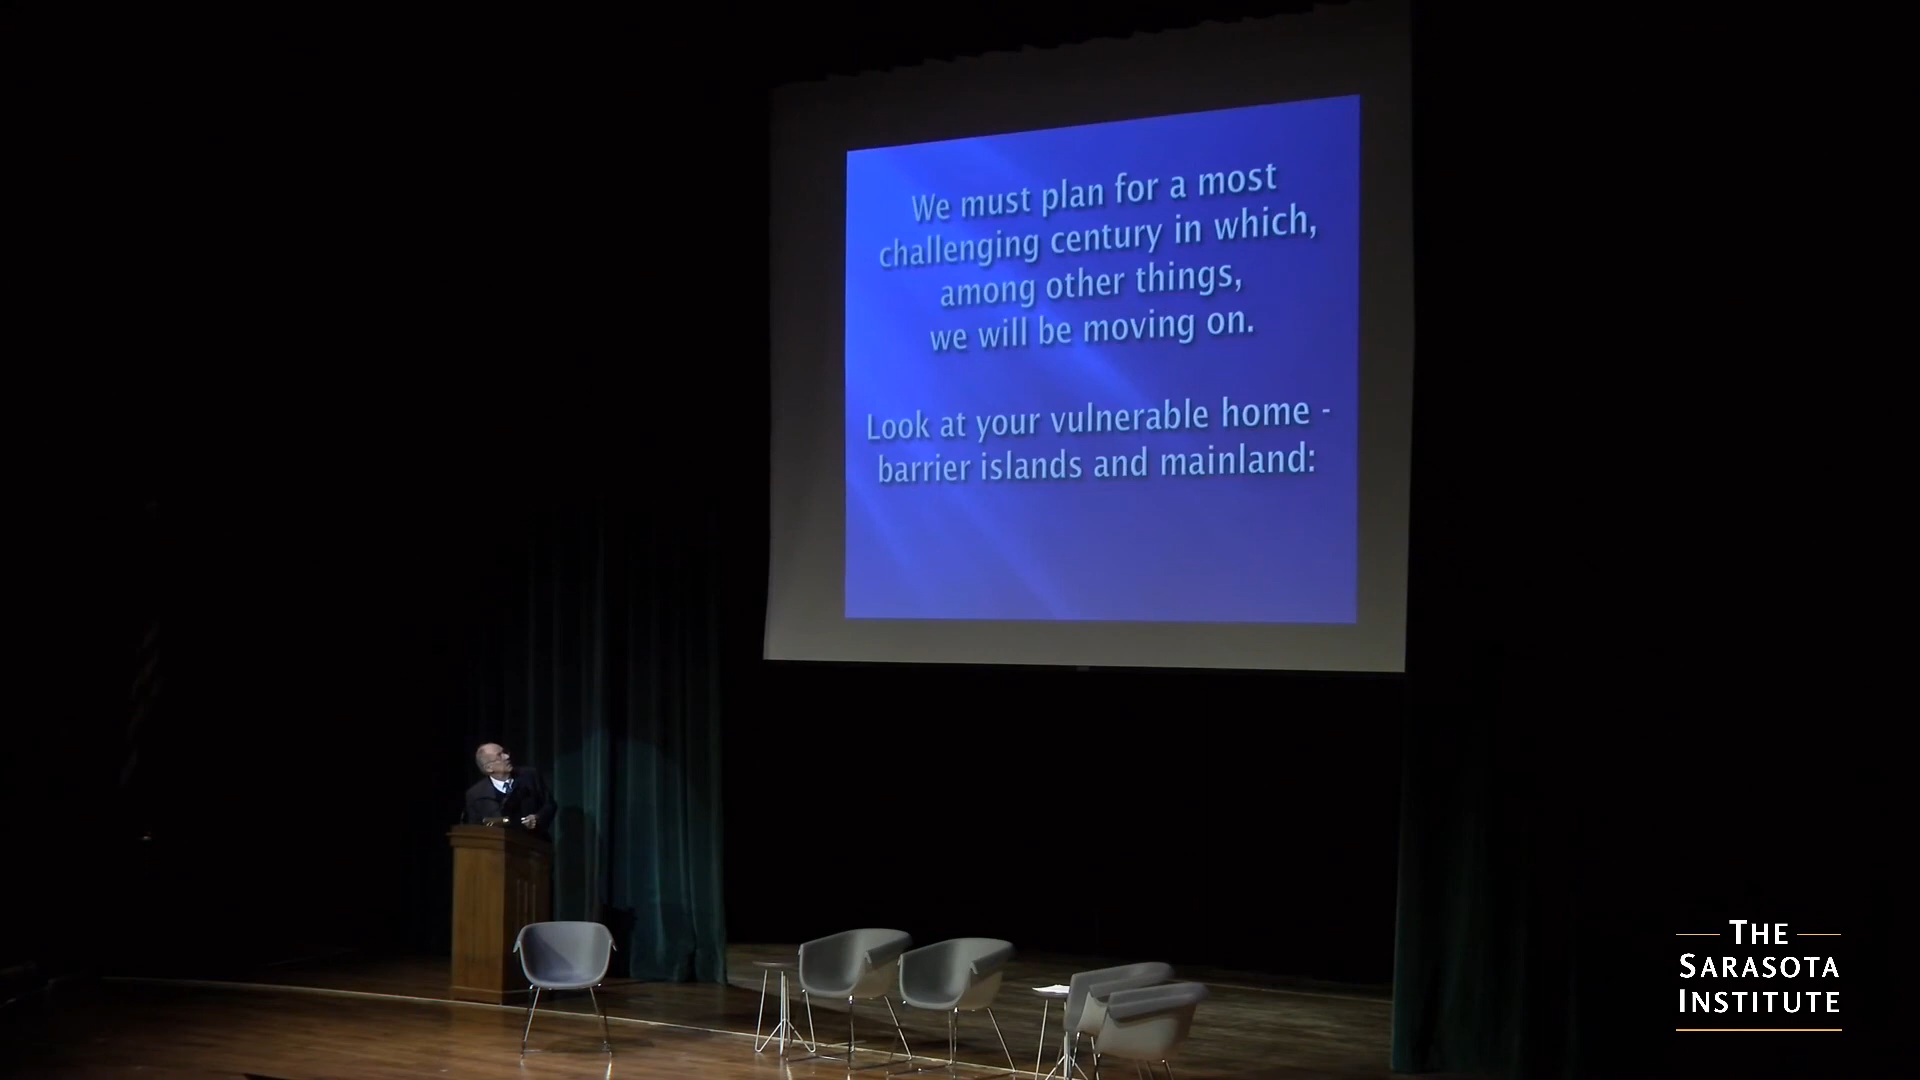 We must plan for a most
challenging century in which,
among other things,
we will be moving on.
Look at your vulnerable home -
barrier islands and mainland:
THE
SARASOTA
INSTITUTE